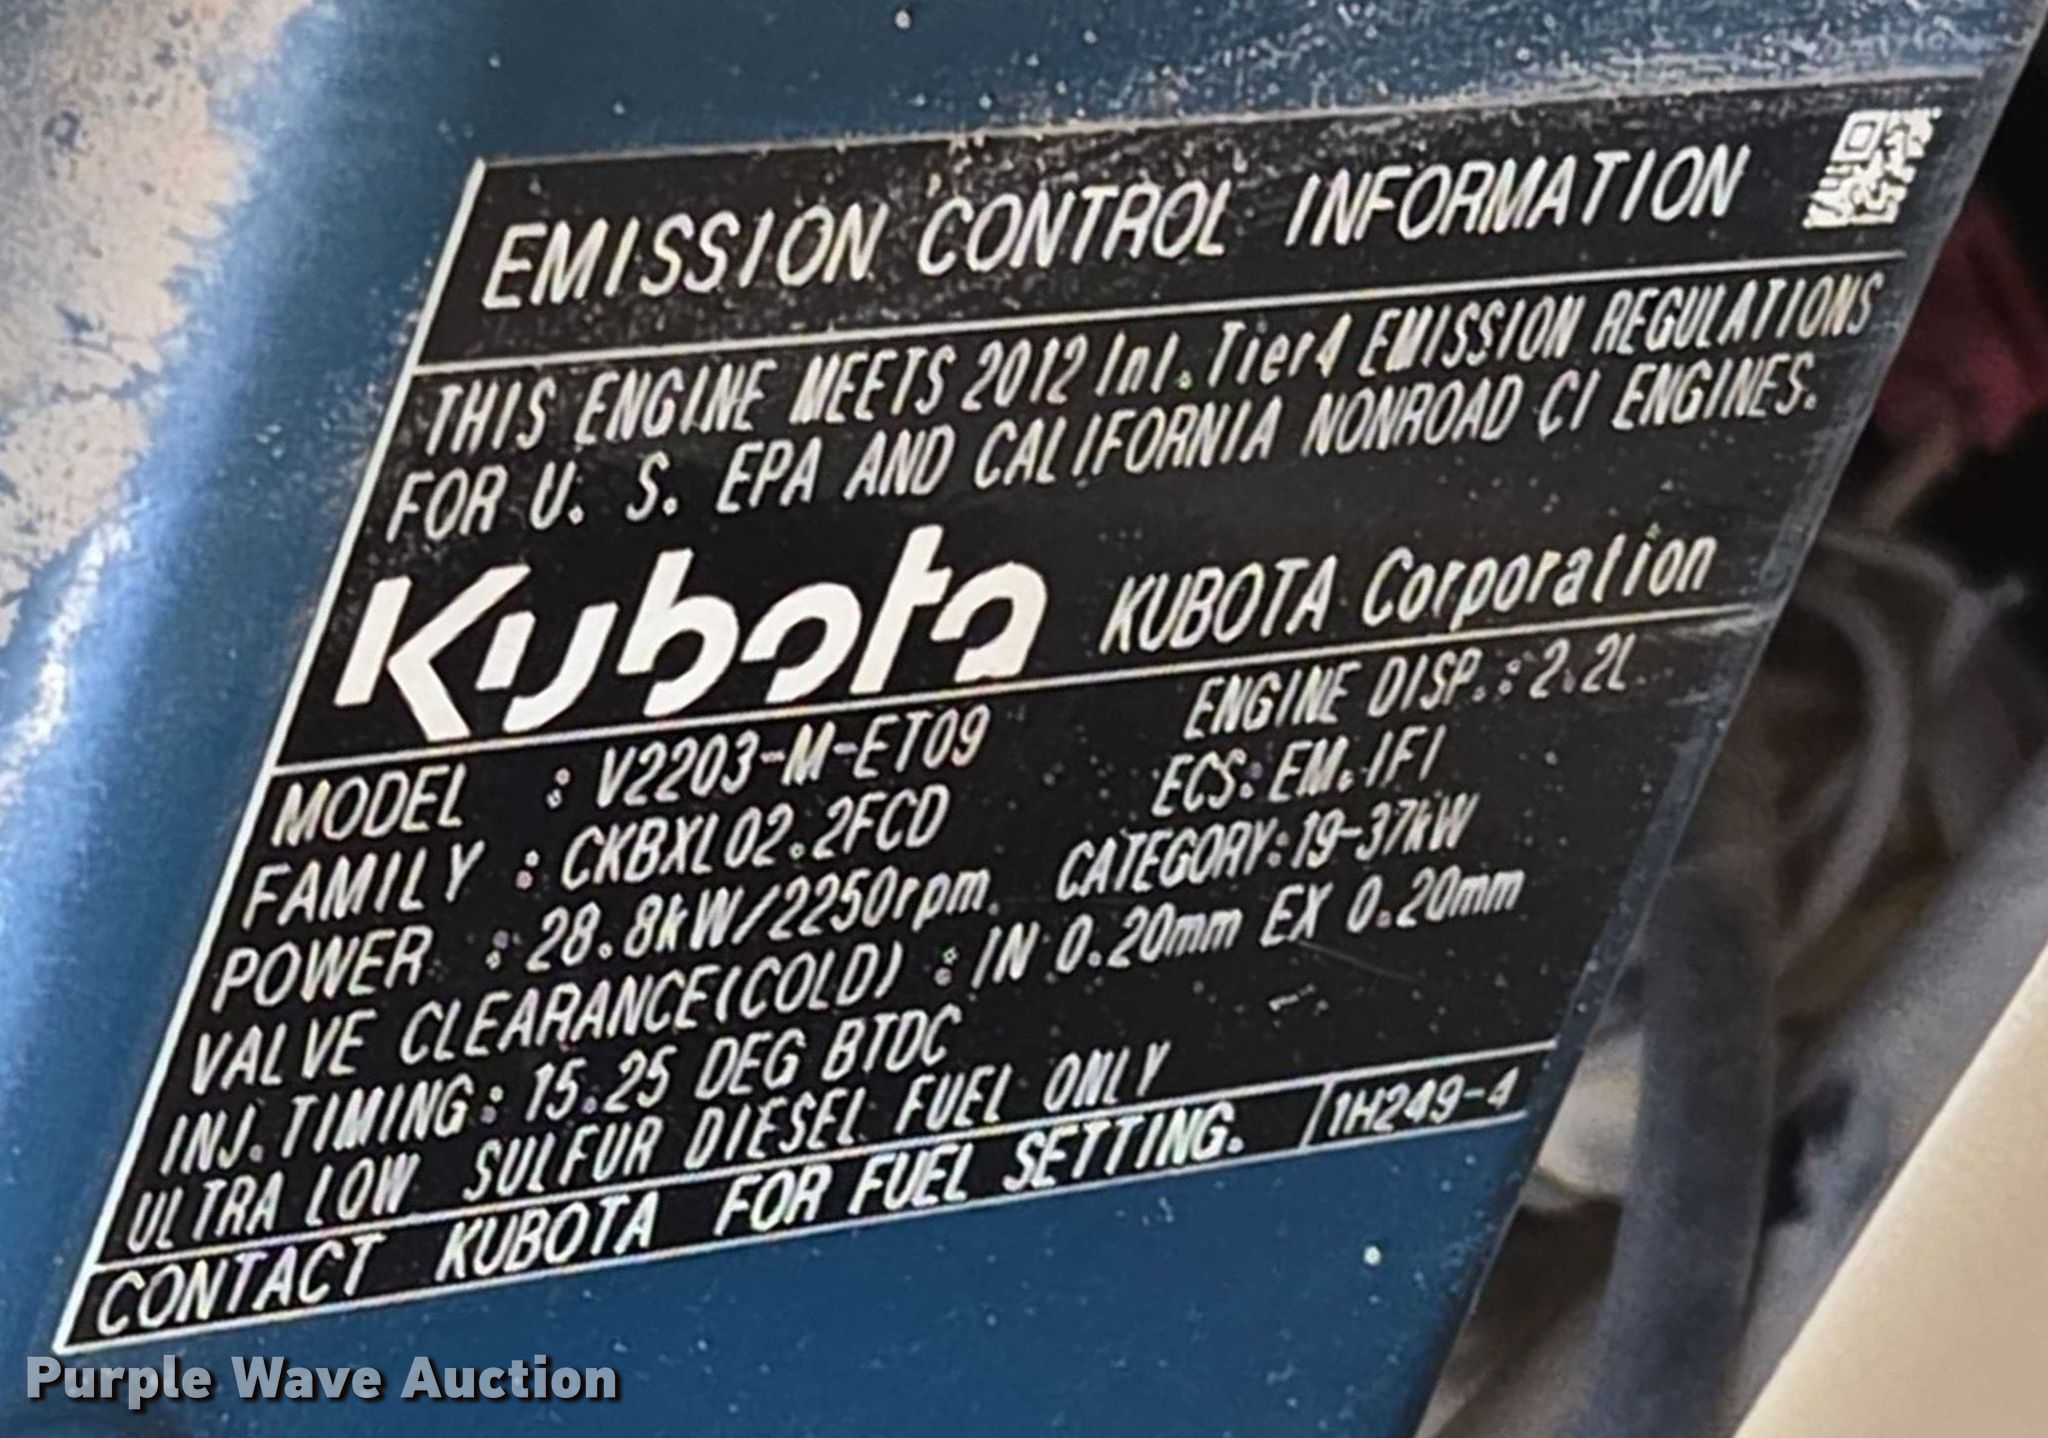 EMISSION CONTROL INFORMATION
THIS ENGINE MEETS 2012 Int. Tier4 EMISSION REGULATIONS
FOR U. S. EPA AND CALIFORNIA NONROAD CI ENGINES.
Kubota KUBOTA Corporation
MODEL : V2203-M-ET09 ENGINE DISP.: 2.2L
FAMILY : CKBXL02.2FCD ECS: EM, IFI
POWER : 28.8kW/2250rpm CATEGORY: 19-37kW
VALVE CLEARANCE(COLD) : IN 0.20mm EX 0.20mm
INJ. TIMING: 15.25 DEG BTDC
ULTRA LOW SULFUR DIESEL FUEL ONLY
CONTACT KUBOTA FOR FUEL SETTING. 1H249-4
Purple Wave Auction